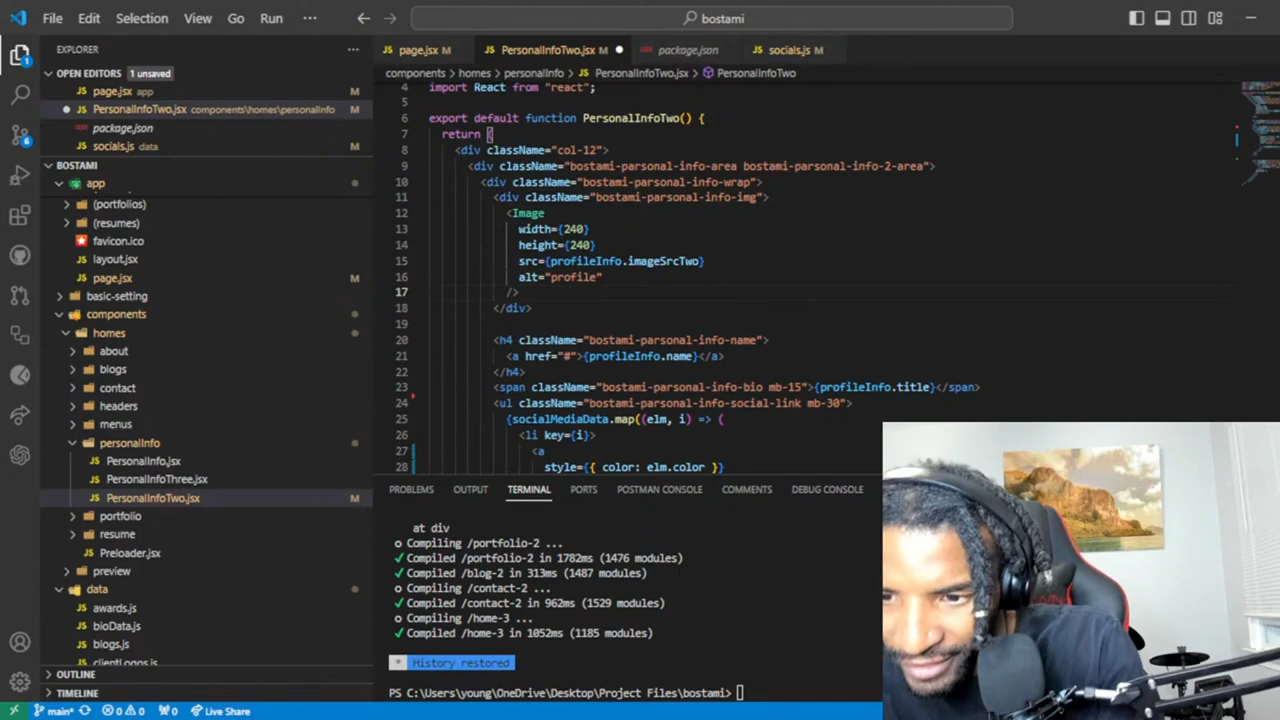 File Edit Selection View Go Run ··· bostami
EXPLORER ···
page.jsx M PersonalInfoTwo.jsx M package.json socials.js M
OPEN EDITORS 1 unsaved
components > homes > personalInfo > PersonalInfoTwo.jsx > PersonalInfoTwo
page.jsx app M
PersonalInfoTwo.jsx components\homes\personalInfo M
package.json
socials.js data M
BOSTAMI
app
(portfolios)
(resumes)
favicon.ico
layout.jsx
page.jsx M
basic-setting
components
homes
about
blogs
contact
headers
menus
personalInfo
PersonalInfo.jsx
PersonalInfoThree.jsx
PersonalInfoTwo.jsx M
portfolio
resume
Preloader.jsx
preview
data
awards.js
bioData.js
blogs.js
clientLogos.js
OUTLINE
TIMELINE
4 import React from "react";
5
6 export default function PersonalInfoTwo() {
7 return (
8 <div className="col-12">
9 <div className="bostami-parsonal-info-area bostami-parsonal-info-2-area">
10 <div className="bostami-parsonal-info-wrap">
11 <div className="bostami-parsonal-info-img">
12 <Image
13 width={240}
14 height={240}
15 src={profileInfo.imageSrcTwo}
16 alt="profile"
17 />
18 </div>
19
20 <h4 className="bostami-parsonal-info-name">
21 <a href="#">{profileInfo.name}</a>
22 </h4>
23 <span className="bostami-parsonal-info-bio mb-15">{profileInfo.title}</span>
24 <ul className="bostami-parsonal-info-social-link mb-30">
25 {socialMediaData.map((elm, i) => (
26 <li key={i}>
27 <a
28 style={{ color: elm.color }}
PROBLEMS OUTPUT TERMINAL PORTS POSTMAN CONSOLE COMMENTS DEBUG CONSOLE
at div
○ Compiling /portfolio-2 ...
✓ Compiled /portfolio-2 in 1782ms (1476 modules)
✓ Compiled /blog-2 in 313ms (1487 modules)
○ Compiling /contact-2 ...
✓ Compiled /contact-2 in 962ms (1529 modules)
○ Compiling /home-3 ...
✓ Compiled /home-3 in 1052ms (1185 modules)
* History restored
PS C:\Users\young\OneDrive\Desktop\Project Files\bostami>
main* 0 0 0 Live Share